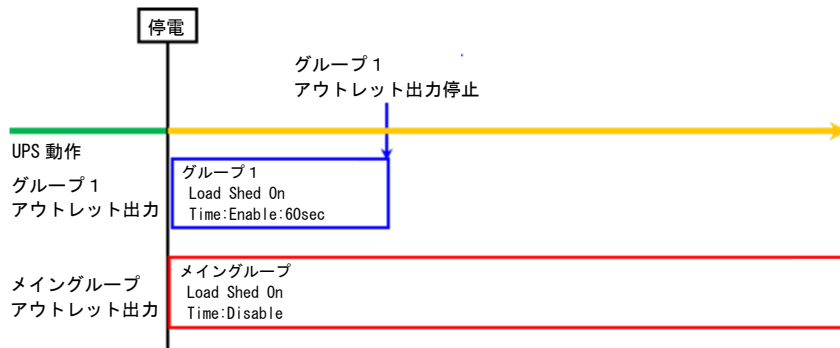 停電
グループ1
アウトレット出力停止
UPS 動作
グループ1
アウトレット出力
グループ1
Load Shed On
Time:Enable:60sec
メイングループ
アウトレット出力
メイングループ
Load Shed On
Time:Disable